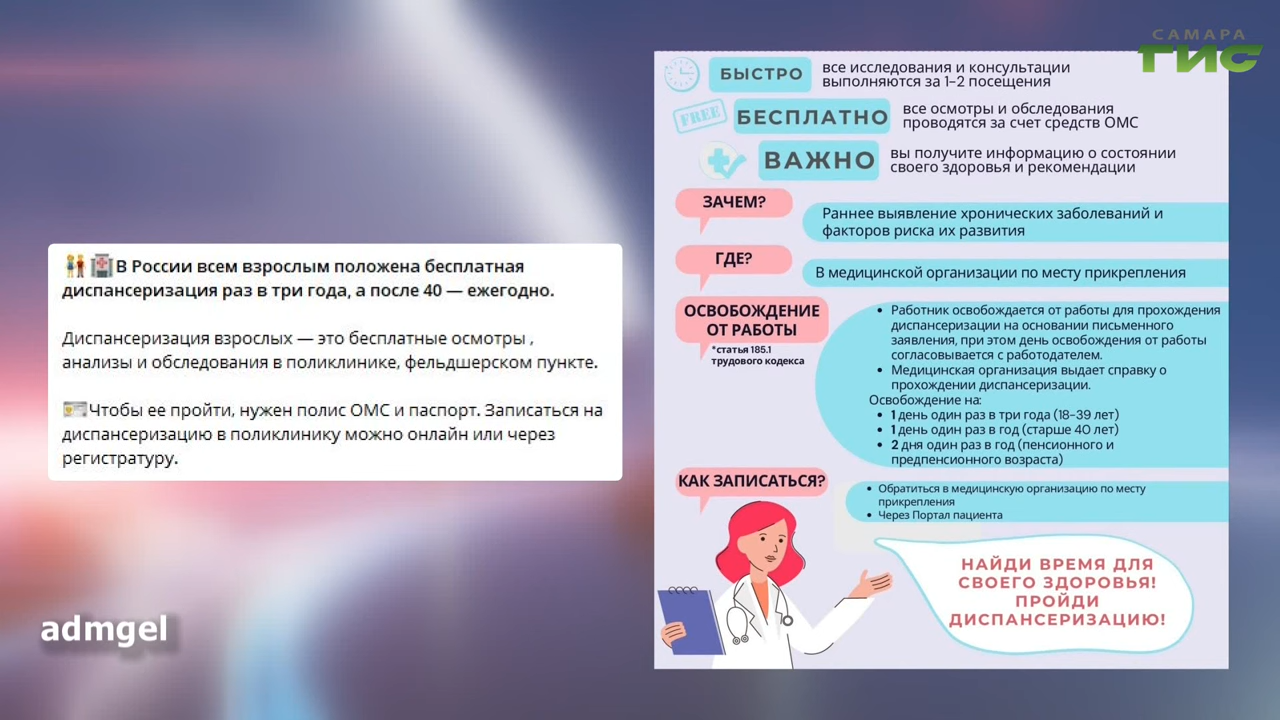 САМАРА
ГИС
В России всем взрослым положена бесплатная
диспансеризация раз в три года, а после 40 — ежегодно.
Диспансеризация взрослых — это бесплатные осмотры ,
анализы и обследования в поликлинике, фельдшерском пункте.
Чтобы ее пройти, нужен полис ОМС и паспорт. Записаться на
диспансеризацию в поликлинику можно онлайн или через
регистратуру.
admgel
БЫСТРО
все исследования и консультации
выполняются за 1-2 посещения
FREE
БЕСПЛАТНО
все осмотры и обследования
проводятся за счет средств ОМС
ВАЖНО
вы получите информацию о состоянии
своего здоровья и рекомендации
ЗАЧЕМ?
Раннее выявление хронических заболеваний и
факторов риска их развития
ГДЕ?
В медицинской организации по месту прикрепления
ОСВОБОЖДЕНИЕ
ОТ РАБОТЫ
*статья 185.1
трудового кодекса
• Работник освобождается от работы для прохождения
диспансеризации на основании письменного
заявления, при этом день освобождения от работы
согласовывается с работодателем.
• Медицинская организация выдает справку о
прохождении диспансеризации.
Освобождение на:
• 1 день один раз в три года (18-39 лет)
• 1 день один раз в год (старше 40 лет)
• 2 дня один раз в год (пенсионного и
предпенсионного возраста)
КАК ЗАПИСАТЬСЯ?
• Обратиться в медицинскую организацию по месту
прикрепления
• Через Портал пациента
НАЙДИ ВРЕМЯ ДЛЯ
СВОЕГО ЗДОРОВЬЯ!
ПРОЙДИ
ДИСПАНСЕРИЗАЦИЮ!